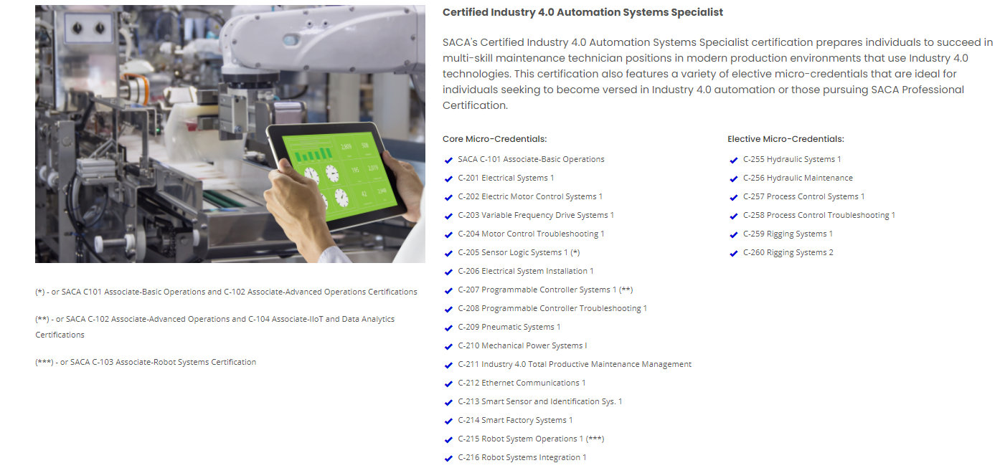 Certified Industry 4.0 Automation Systems Specialist
SACA's Certified Industry 4.0 Automation Systems Specialist certification prepares individuals to succeed in
multi-skill maintenance technician positions in modern production environments that use Industry 4.0
technologies. This certification also features a variety of elective micro-credentials that are ideal for
individuals seeking to become versed in Industry 4.0 automation or those pursuing SACA Professional
Certification.
Core Micro-Credentials:
SACA C-101 Associate-Basic Operations
C-201 Electrical Systems 1
C-202 Electric Motor Control Systems 1
C-203 Variable Frequency Drive Systems 1
C-204 Motor Control Troubleshooting 1
C-205 Sensor Logic Systems 1 (*)
C-206 Electrical System Installation 1
C-207 Programmable Controller Systems 1 (**)
C-208 Programmable Controller Troubleshooting 1
C-209 Pneumatic Systems 1
C-210 Mechanical Power Systems I
C-211 Industry 4.0 Total Productive Maintenance Management
C-212 Ethernet Communications 1
C-213 Smart Sensor and Identification Sys. 1
C-214 Smart Factory Systems 1
C-215 Robot System Operations 1 (***)
C-216 Robot Systems Integration 1
Elective Micro-Credentials:
C-255 Hydraulic Systems 1
C-256 Hydraulic Maintenance
C-257 Process Control Systems 1
C-258 Process Control Troubleshooting 1
C-259 Rigging Systems 1
C-260 Rigging Systems 2
(*) - or SACA C101 Associate-Basic Operations and C-102 Associate-Advanced Operations Certifications
(**) - or SACA C-102 Associate-Advanced Operations and C-104 Associate-IIoT and Data Analytics
Certifications
(***) - or SACA C-103 Associate-Robot Systems Certification